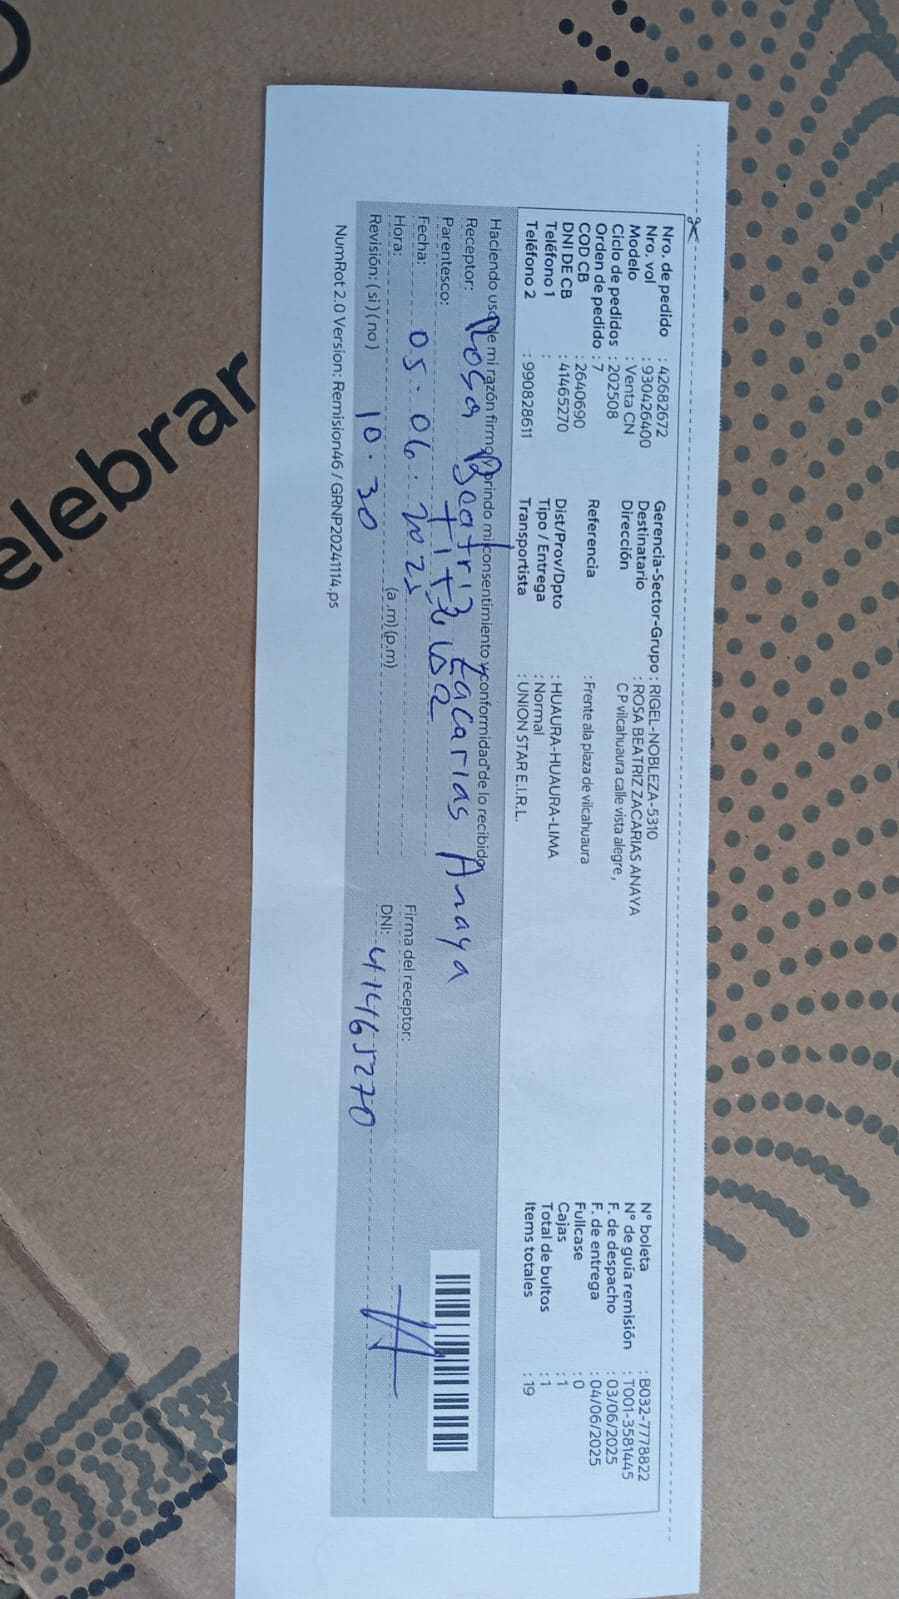 Nro. de pedido : 42682672
Nro. vol : 930426400
Modelo : Venta CN
Ciclo de pedidos : 202508
Orden de pedido : 7
COD CB : 2640690
DNI DE CB : 41465270
Teléfono 1 :
Teléfono 2 : 990828611
Gerencia-Sector-Grupo : RIGEL-NOBLEZA-5310
Destinatario : ROSA BEATRIZ ZACARIAS ANAYA
Dirección C P vilcahuaura calle vista alegre,
Referencia : Frente ala plaza de vilcahuaura
Dist/Prov/Dpto : HUAURA-HUAURA-LIMA
Tipo / Entrega : Normal
Transportista : UNION STAR E.I.R.L.
N° boleta : B032-7778822
N° de guía remisión : T001-3581445
F. de despacho : 03/06/2025
F. de entrega : 04/06/2025
Fullcase : 0
Cajas : 1
Total de bultos : 1
Items totales : 19
Haciendo uso de mi razón firmo y brindo mi consentimiento y conformidad de lo recibido
Receptor: Rosa Beatriz Zacarias Anaya
Parentesco:
Fecha: 05.06.2025
Hora: 10.30 (a.m)(p.m)
Revisión: (si)(no)
Firma del receptor:
DNI: 41465270
NumRot 2.0 Version: Remision46 / GRNP20241114.ps
elebrar